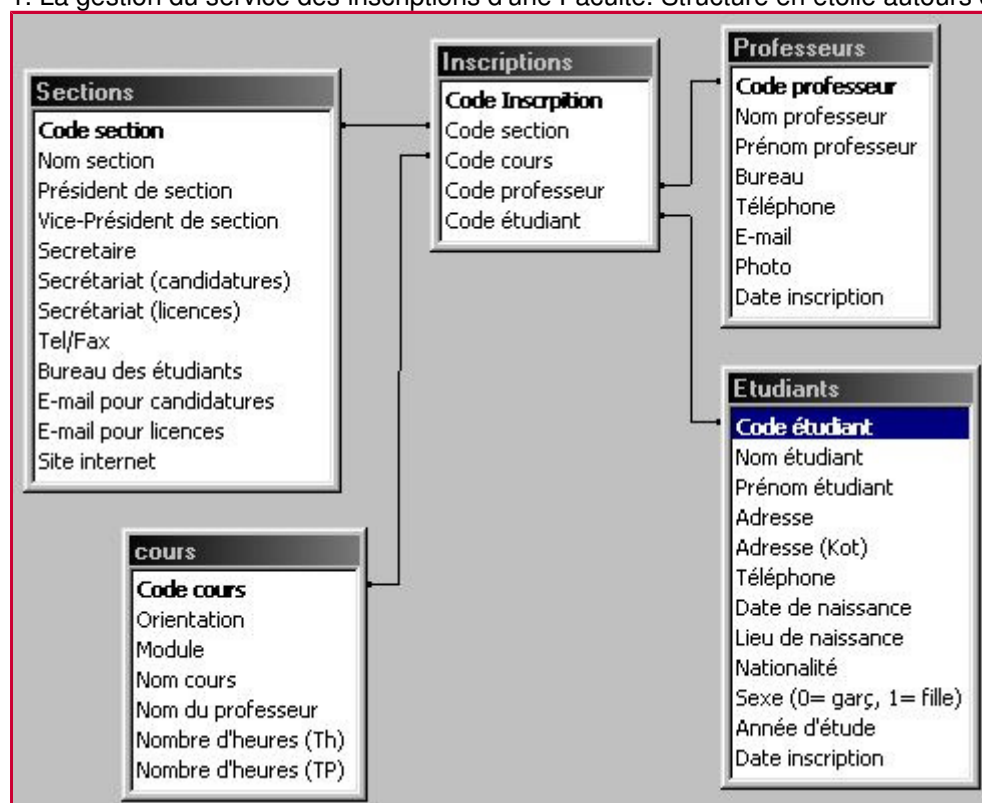 1. La gestion du service des inscriptions d'une Faculté. Structure en étoile autours
Sections
Code section
Nom section
Président de section
Vice-Président de section
Secretaire
Secrétariat (candidatures)
Secrétariat (licences)
Tel/Fax
Bureau des étudiants
E-mail pour candidatures
E-mail pour licences
Site internet
Inscriptions
Code Inscrpition
Code section
Code cours
Code professeur
Code étudiant
Professeurs
Code professeur
Nom professeur
Prénom professeur
Bureau
Téléphone
E-mail
Photo
Date inscription
cours
Code cours
Orientation
Module
Nom cours
Nom du professeur
Nombre d'heures (Th)
Nombre d'heures (TP)
Etudiants
Code étudiant
Nom étudiant
Prénom étudiant
Adresse
Adresse (Kot)
Téléphone
Date de naissance
Lieu de naissance
Nationalité
Sexe (0= garç, 1= fille)
Année d'étude
Date inscription